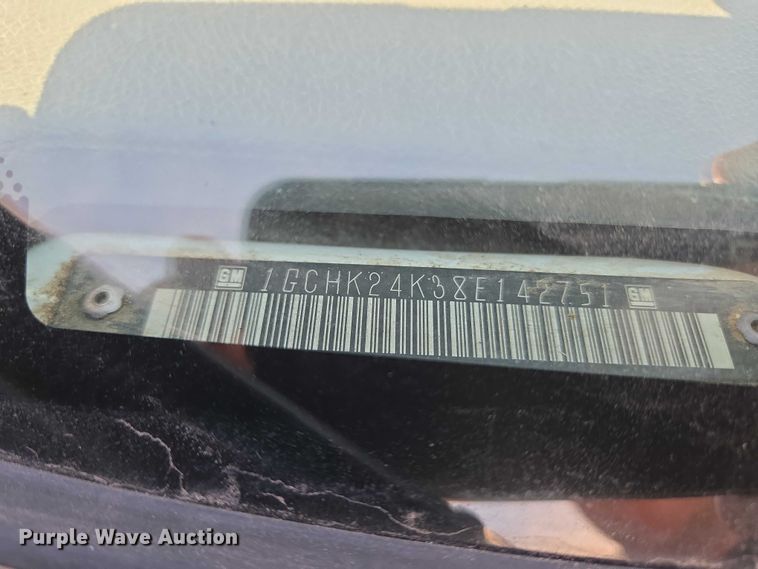 GM 1GCHK24K38E142751 GM
Purple Wave Auction